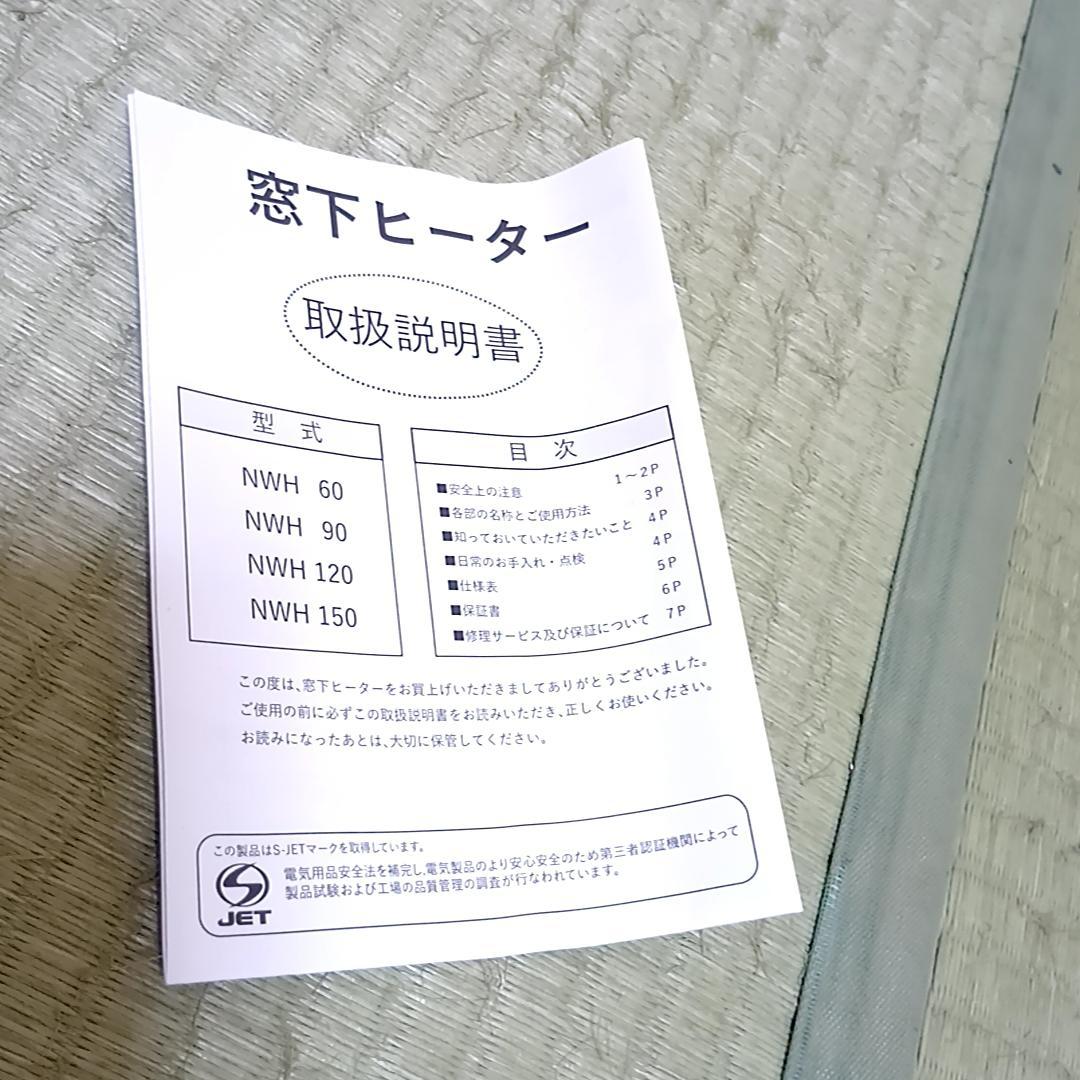 窓下ヒーター
取扱説明書
型 式
NWH 60
NWH 90
NWH 120
NWH 150
目 次
■安全上の注意 1～2P
■各部の名称とご使用方法 3P
■知っておいていただきたいこと 4P
■日常のお手入れ・点検 4P
■仕様表 5P
■保証書 6P
■修理サービス及び保証について 7P
この度は、窓下ヒーターをお買上げいただきましてありがとうございました。
ご使用の前に必ずこの取扱説明書をお読みいただき、正しくお使いください。
お読みになったあとは、大切に保管してください。
この製品はS-JETマークを取得しています。
電気用品安全法を補完し、電気製品のより安心安全のため第三者認証機関によって
製品試験および工場の品質管理の調査が行なわれています。
S
JET